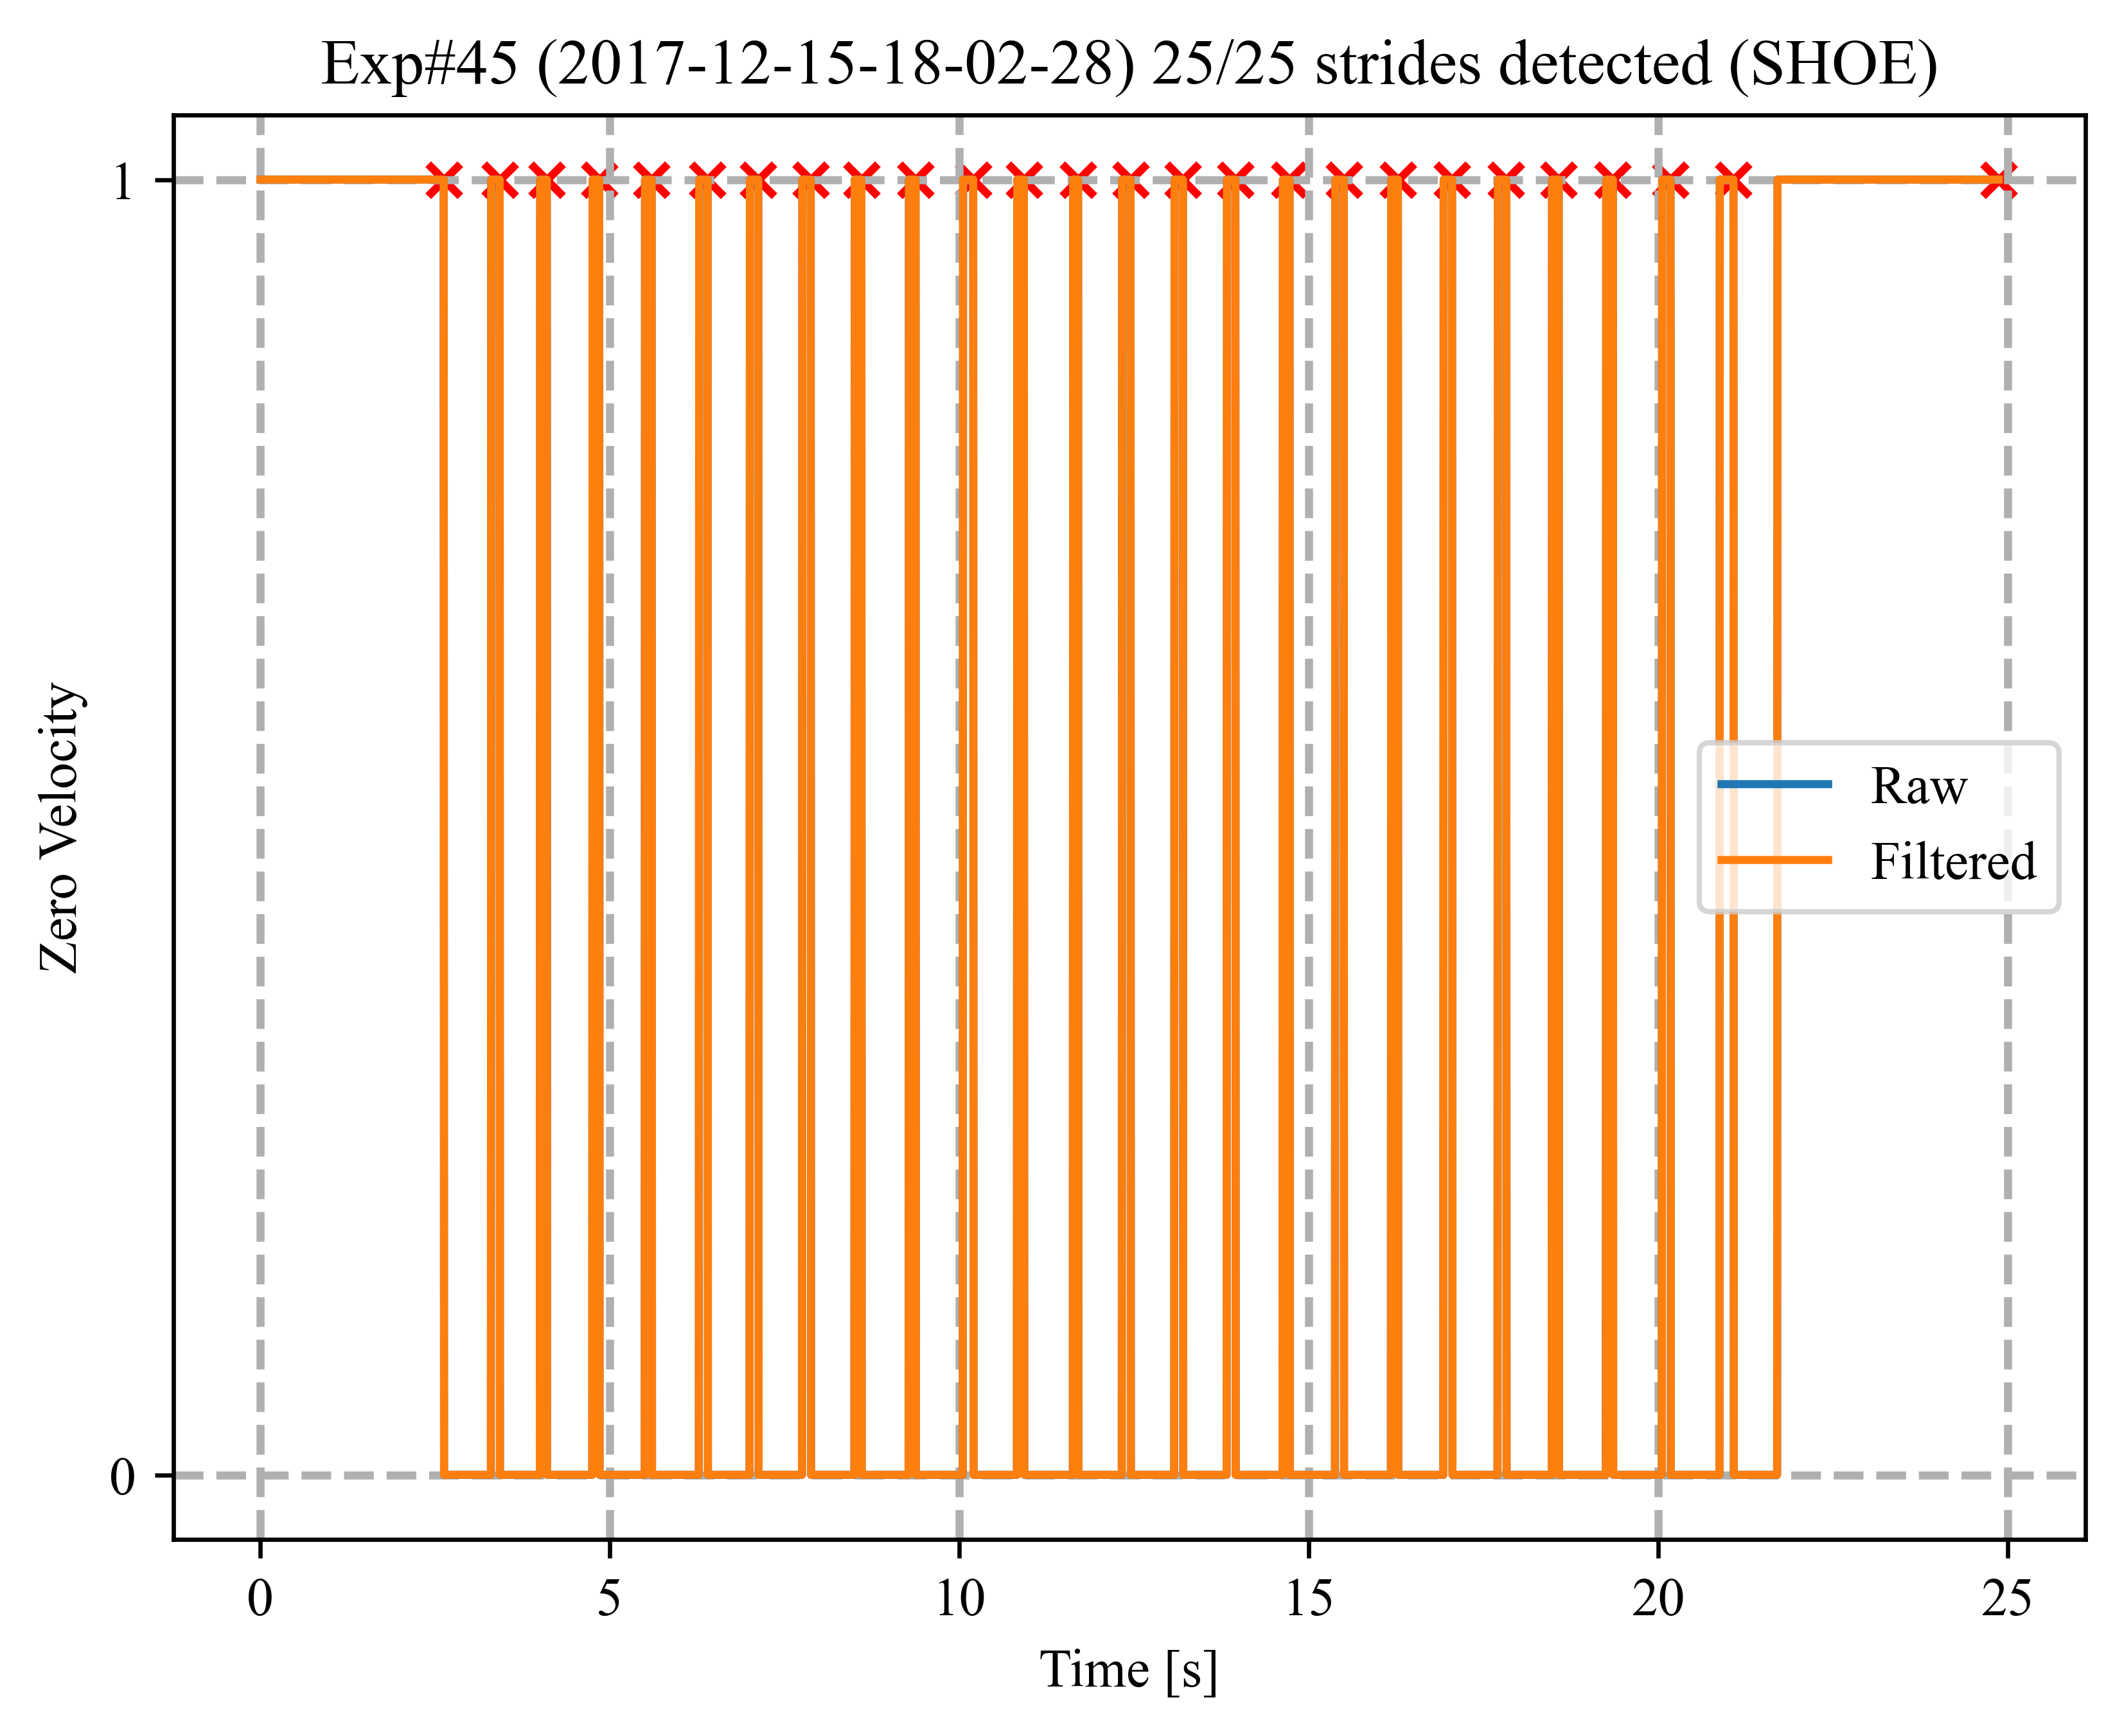 Exp#45 (2017-12-15-18-02-28) 25/25 strides detected (SHOE)
1
Zero Velocity
Raw
Filtered
0
0 5 10 15 20 25
Time [s]